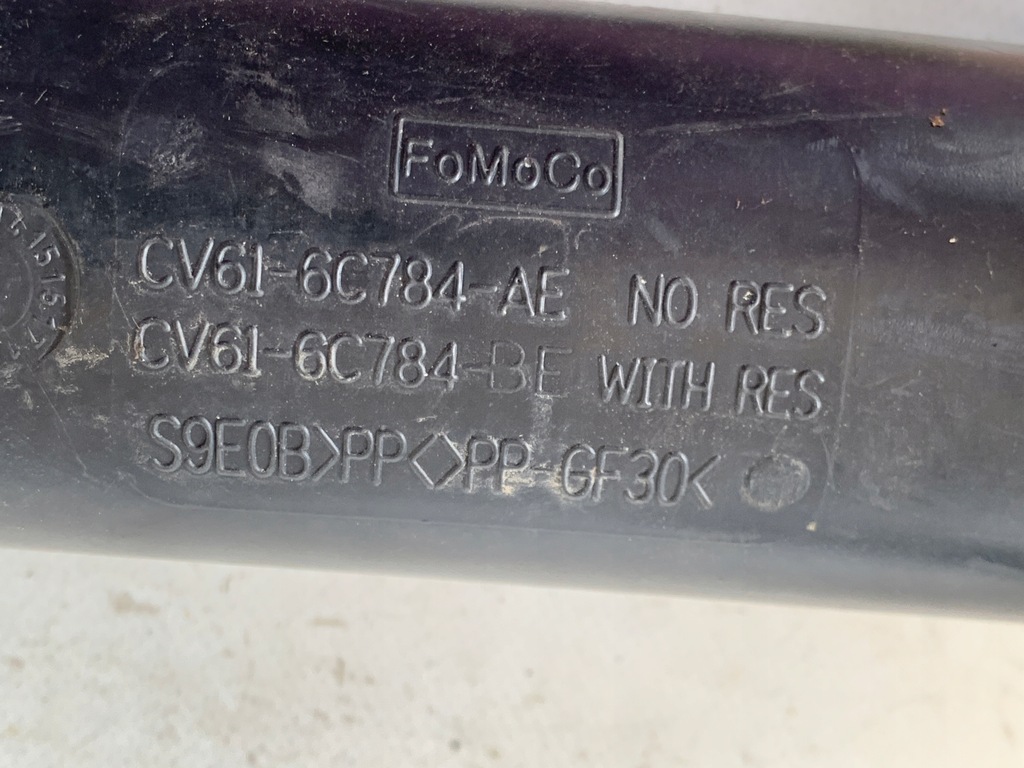 FoMoCo
CV61-6C784-AE NO RES
CV61-6C784-BE WITH RES
S9E0B>PP<>PP-GF30<